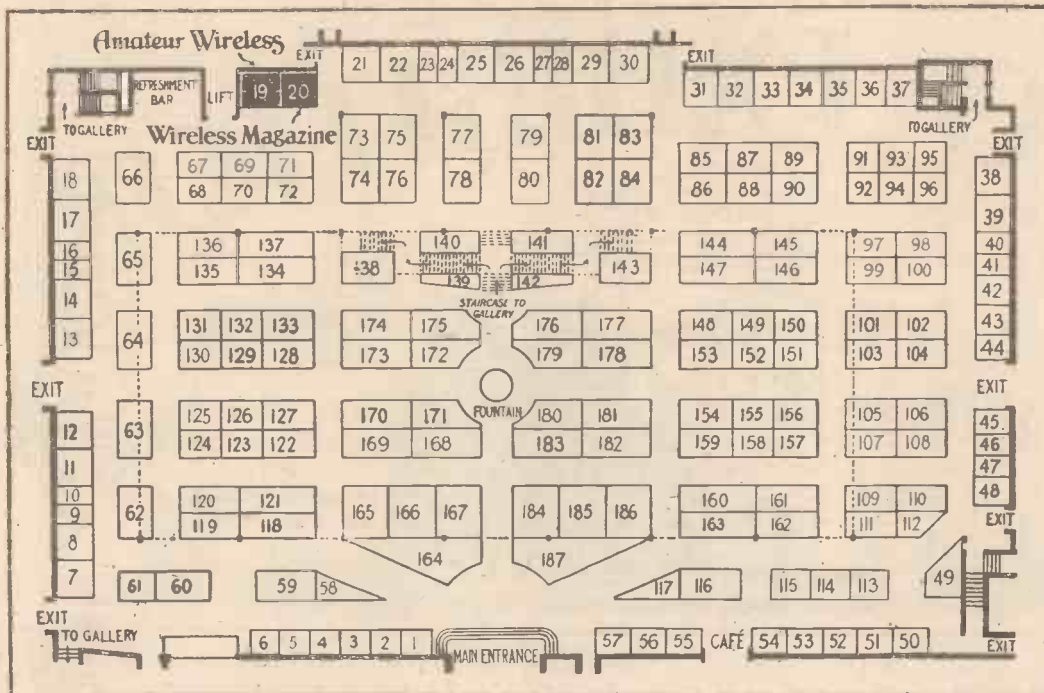 Amateur Wireless
EXIT
21 22 23 24 25 26 27 28 29 30
EXIT
REFRESHMENT
BAR
LIFT
19 20
31 32 33 34 35 36 37
TO GALLERY
Wireless Magazine
TO GALLERY
EXIT
EXIT
73 75 77 79 81 83
74 76 78 80 82 84
18
17
16
15
14
13
66
67 69 71
68 70 72
85 87 89
86 88 90
91 93 95
92 94 96
38
39
40
41
42
43
44
65
136 137
135 134
138
140 141
139 142
143
STAIRCASE TO
GALLERY
144 145
147 146
97 98
99 100
64
131 132 133
130 129 128
174 175
173 172
176 177
179 178
148 149 150
153 152 151
101 102
103 104
EXIT
EXIT
FOUNTAIN
12
11
10
9
8
7
63
125 126 127
124 123 122
170 171
169 168
180 181
183 182
154 155 156
159 158 157
105 106
107 108
45
46
47
48
62
120 121
119 118
165 166 167
164
184 185 186
187
160 161
163 162
109 110
111 112
EXIT
61 60
59 58
117 116
115 114 113
49
EXIT
TO GALLERY
6 5 4 3 2 1
MAIN ENTRANCE
57 56 55
CAFÉ
54 53 52 51 50
EXIT